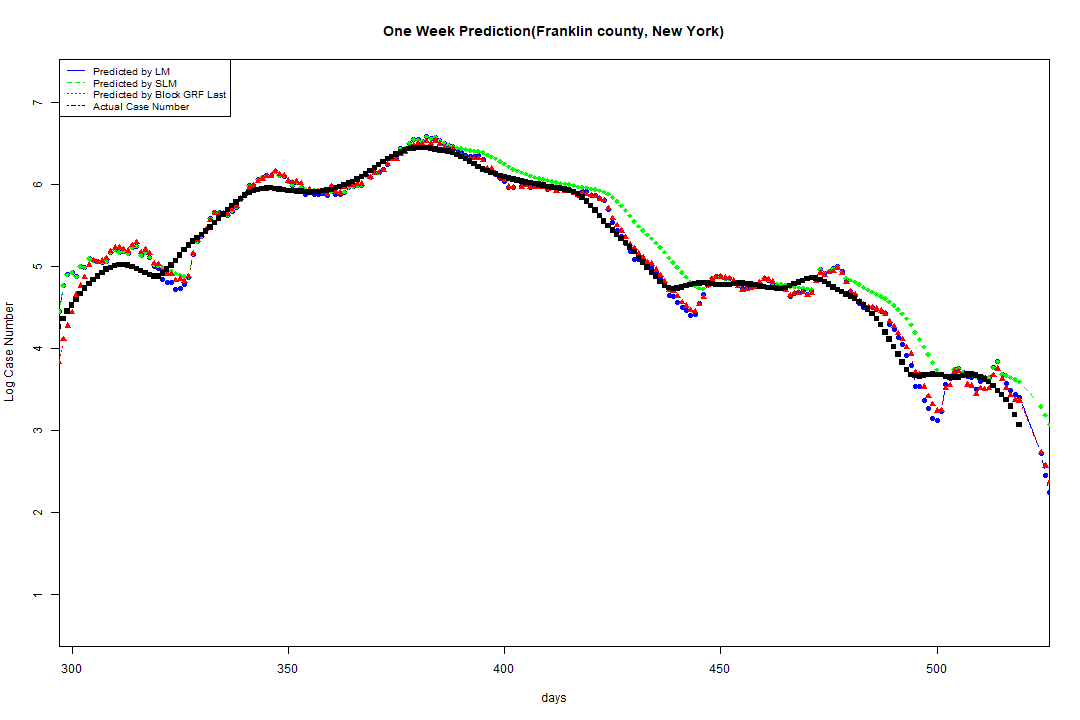 One Week Prediction(Franklin county, New York)
Predicted by LM
Predicted by SLM
Predicted by Block GRF Last
Actual Case Number
7
6
5
4
3
2
1
Log Case Number
300 350 400 450 500
days